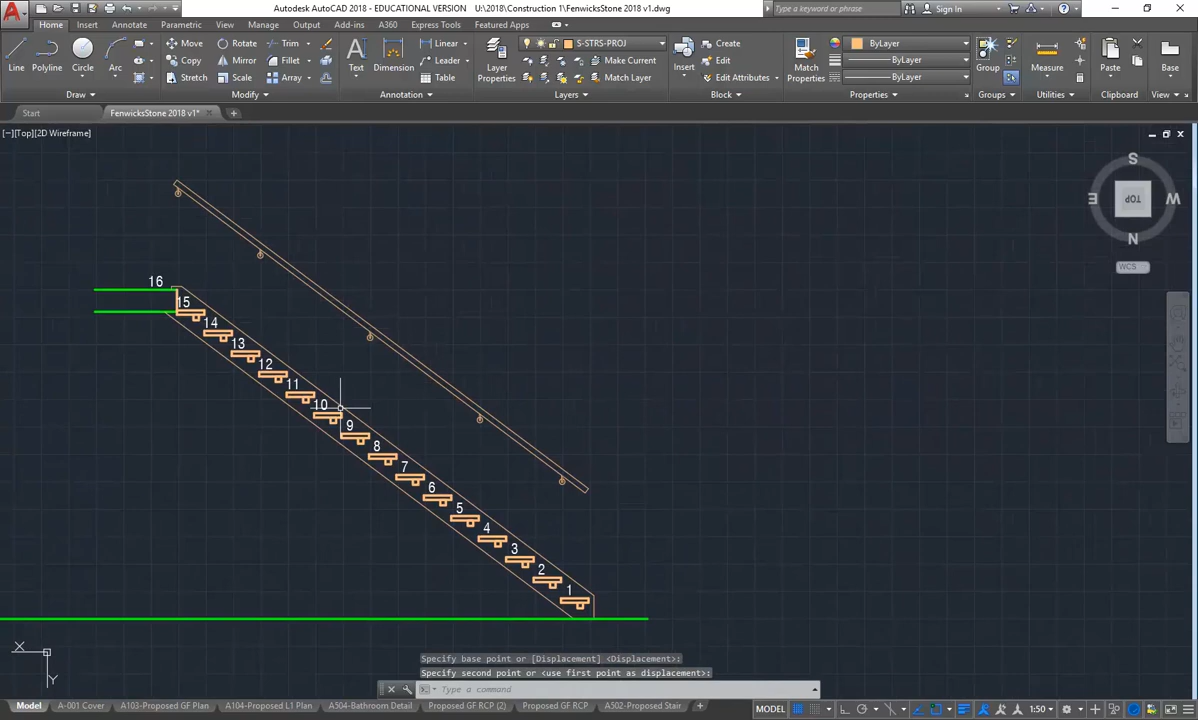 Autodesk AutoCAD 2018 - EDUCATIONAL VERSION U:\2018\Construction 1\FenwicksStone 2018 v1.dwg
Type a keyword or phrase
Sign In
Home Insert Annotate Parametric View Manage Output Add-ins A360 Express Tools Featured Apps
Line
Polyline
Circle
Arc
Move
Rotate
Trim
Copy
Mirror
Fillet
Stretch
Scale
Array
Text
Dimension
Linear
Leader
Table
Layer
Properties
S-STRS-PROJ
Make Current
Match Layer
Insert
Create
Edit
Edit Attributes
Match
Properties
ByLayer
ByLayer
ByLayer
Group
Measure
Paste
Base
Draw
Modify
Annotation
Layers
Block
Properties
Groups
Utilities
Clipboard
View
Start
FenwicksStone 2018 v1*
[−][Top][2D Wireframe]
S
E
TOP
W
N
WCS
16
15
14
13
12
11
10
9
8
7
6
5
4
3
2
1
X
Y
Specify base point or [Displacement] <Displacement>:
Specify second point or <use first point as displacement>:
Type a command
Model A-001 Cover A103-Proposed GF Plan A104-Proposed L1 Plan A504-Bathroom Detail Proposed GF RCP (2) Proposed GF RCP A502-Proposed Stair
MODEL
1:50